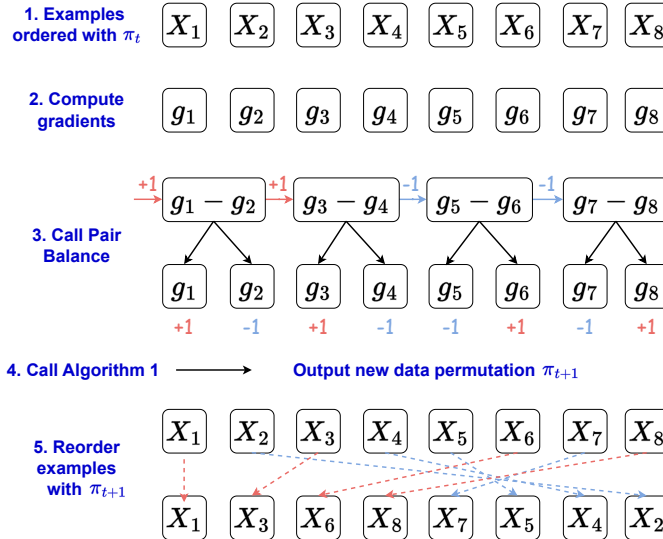 1. Examples ordered with π_t
X_1 X_2 X_3 X_4 X_5 X_6 X_7 X_8
2. Compute gradients
g_1 g_2 g_3 g_4 g_5 g_6 g_7 g_8
3. Call Pair Balance
+1 g_1 − g_2 +1 g_3 − g_4 -1 g_5 − g_6 -1 g_7 − g_8
g_1 g_2 g_3 g_4 g_5 g_6 g_7 g_8
+1 -1 +1 -1 -1 +1 -1 +1
4. Call Algorithm 1 Output new data permutation π_{t+1}
5. Reorder examples with π_{t+1}
X_1 X_2 X_3 X_4 X_5 X_6 X_7 X_8
X_1 X_3 X_6 X_8 X_7 X_5 X_4 X_2